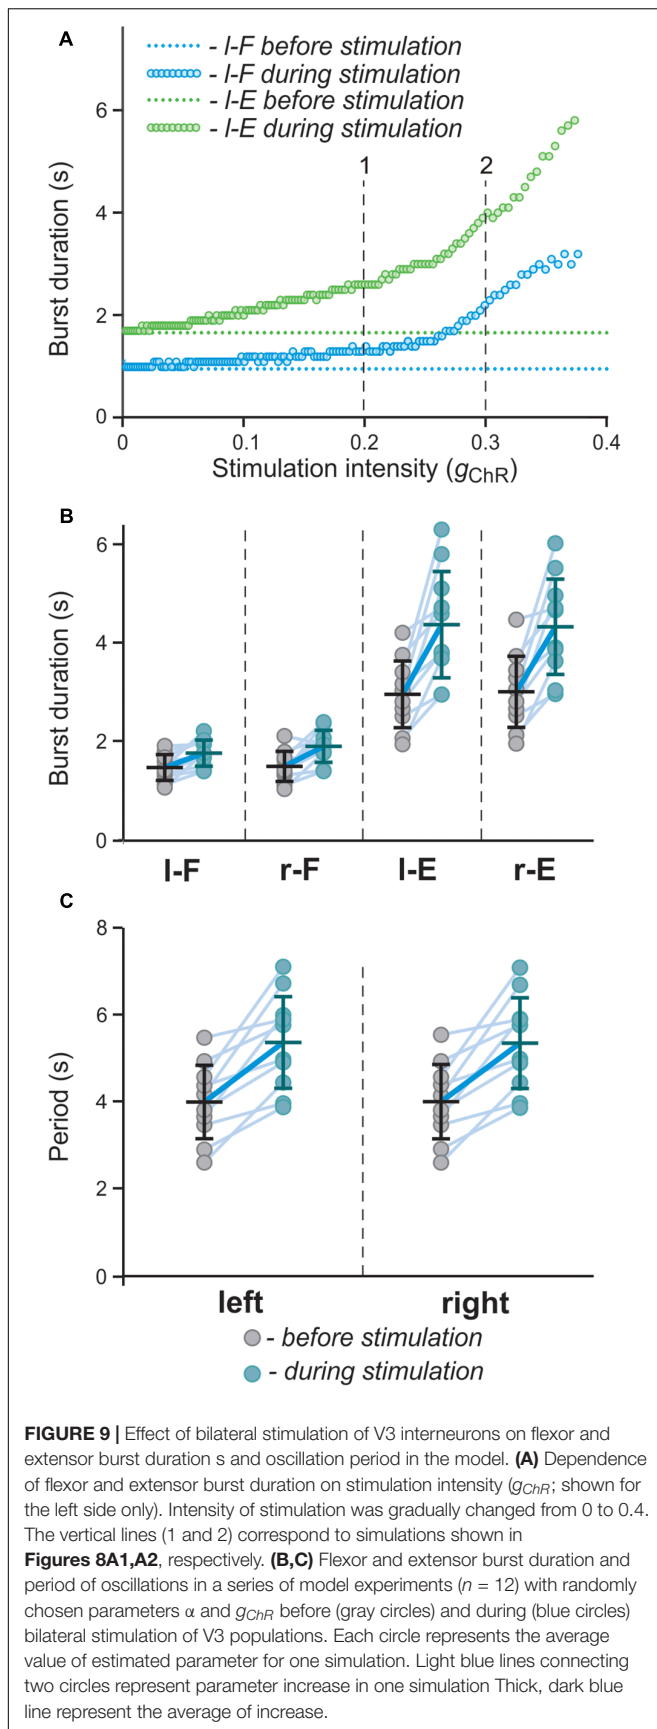 A
- l-F before stimulation
- l-F during stimulation
- l-E before stimulation
- l-E during stimulation
Burst duration (s)
6
4
2
0
1
2
0
0.1
0.2
0.3
0.4
Stimulation intensity (gChR)
B
Burst duration (s)
6
4
2
0
l-F
r-F
l-E
r-E
C
Period (s)
8
6
4
2
0
left
right
- before stimulation
- during stimulation
FIGURE 9 | Effect of bilateral stimulation of V3 interneurons on flexor and
extensor burst duration s and oscillation period in the model. (A) Dependence
of flexor and extensor burst duration on stimulation intensity (gChR; shown for
the left side only). Intensity of stimulation was gradually changed from 0 to 0.4.
The vertical lines (1 and 2) correspond to simulations shown in
Figures 8A1,A2, respectively. (B,C) Flexor and extensor burst duration and
period of oscillations in a series of model experiments (n = 12) with randomly
chosen parameters α and gChR before (gray circles) and during (blue circles)
bilateral stimulation of V3 populations. Each circle represents the average
value of estimated parameter for one simulation. Light blue lines connecting
two circles represent parameter increase in one simulation Thick, dark blue
line represent the average of increase.